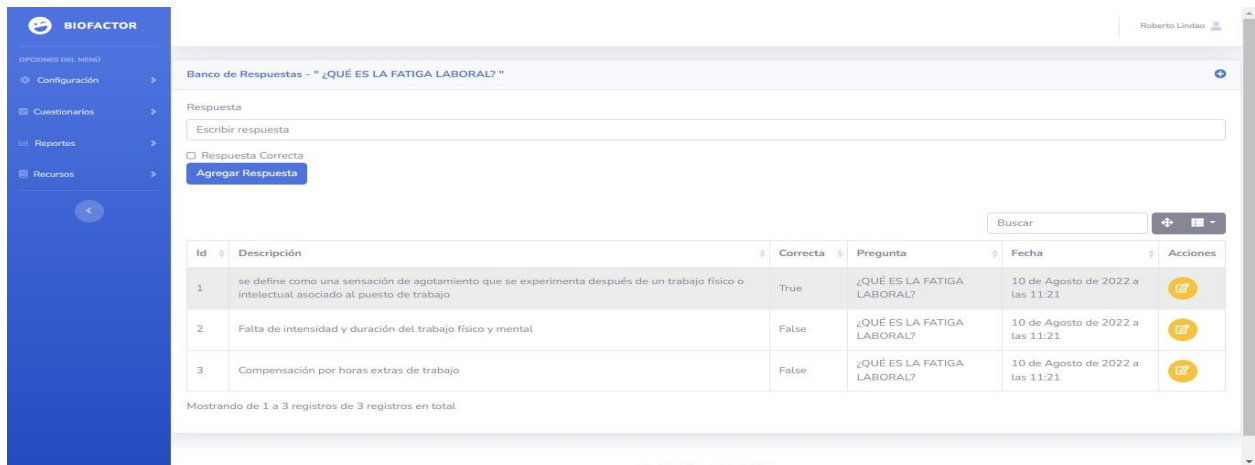 BIOFACTOR
Roberto Lindao
OPCIONES DEL MENÚ
Configuración
Cuestionarios
Reportes
Recursos
Banco de Respuestas - " ¿QUÉ ES LA FATIGA LABORAL? "
Respuesta
Escribir respuesta
Respuesta Correcta
Agregar Respuesta
Buscar
Id Descripción Correcta Pregunta Fecha Acciones
1 se define como una sensación de agotamiento que se experimenta después de un trabajo físico o
intelectual asociado al puesto de trabajo
True
¿QUÉ ES LA FATIGA
LABORAL?
10 de Agosto de 2022 a
las 11:21
2 Falta de intensidad y duración del trabajo físico y mental
False
¿QUÉ ES LA FATIGA
LABORAL?
10 de Agosto de 2022 a
las 11:21
3 Compensación por horas extras de trabajo
False
¿QUÉ ES LA FATIGA
LABORAL?
10 de Agosto de 2022 a
las 11:21
Mostrando de 1 a 3 registros de 3 registros en total